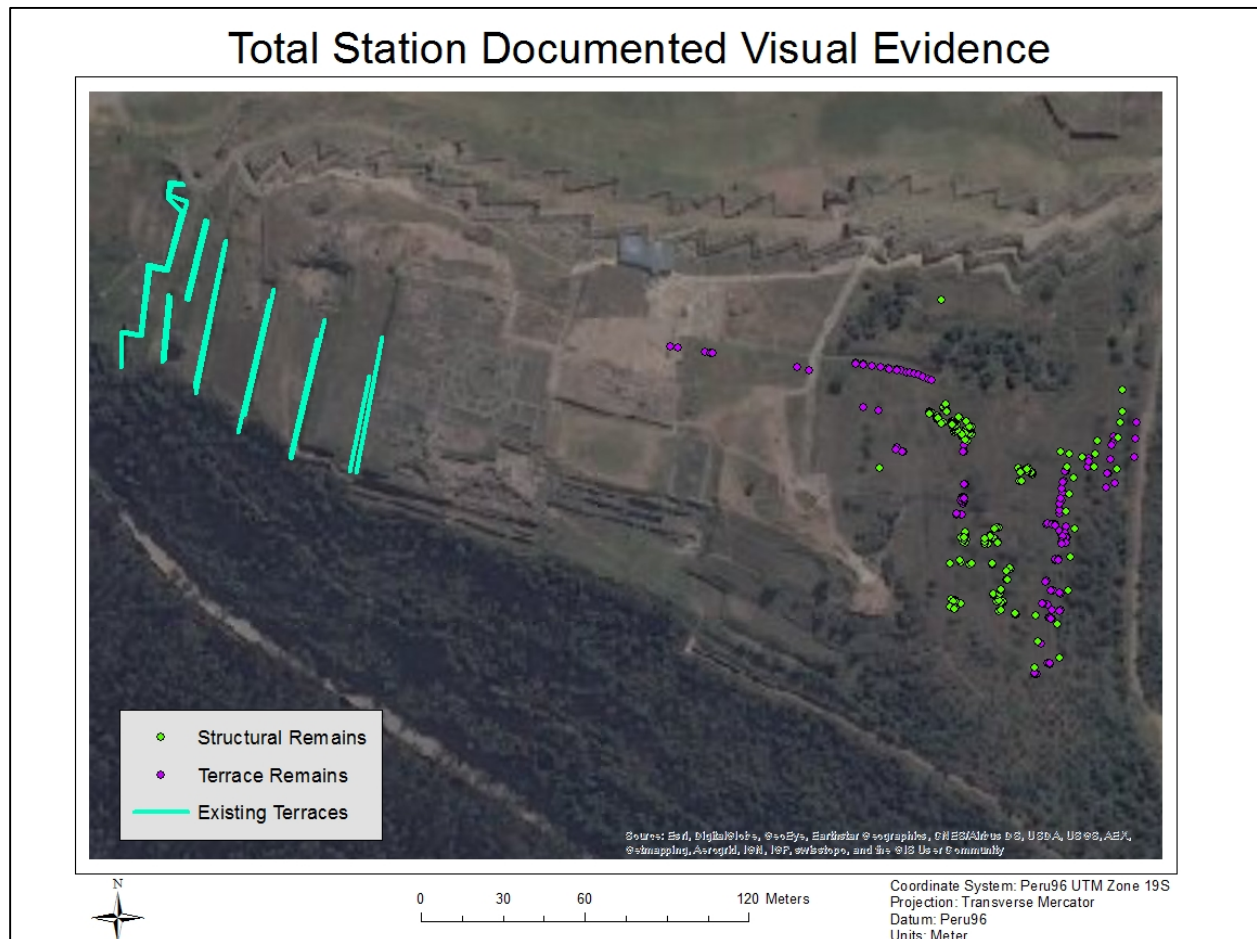 Total Station Documented Visual Evidence
Structural Remains
Terrace Remains
Existing Terraces
Source: Esri, DigitalGlobe, GeoEye, Earthstar Geographics, CNES/Airbus DS, USDA, USGS, AEX,
Getmapping, Aerogrid, IGN, IGP, swisstopo, and the GIS User Community
N
0 30 60 120 Meters
Coordinate System: Peru96 UTM Zone 19S
Projection: Transverse Mercator
Datum: Peru96
Units: Meter